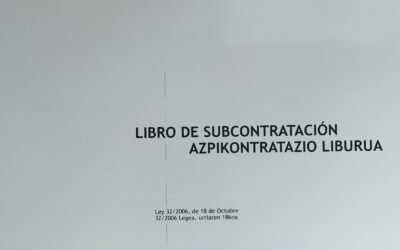 LIBRO DE SUBCONTRATACIÓN
AZPIKONTRATAZIO LIBURUA
Ley 32/2006, de 18 de Octubre
32/2006 Legea, urriaren 18koa